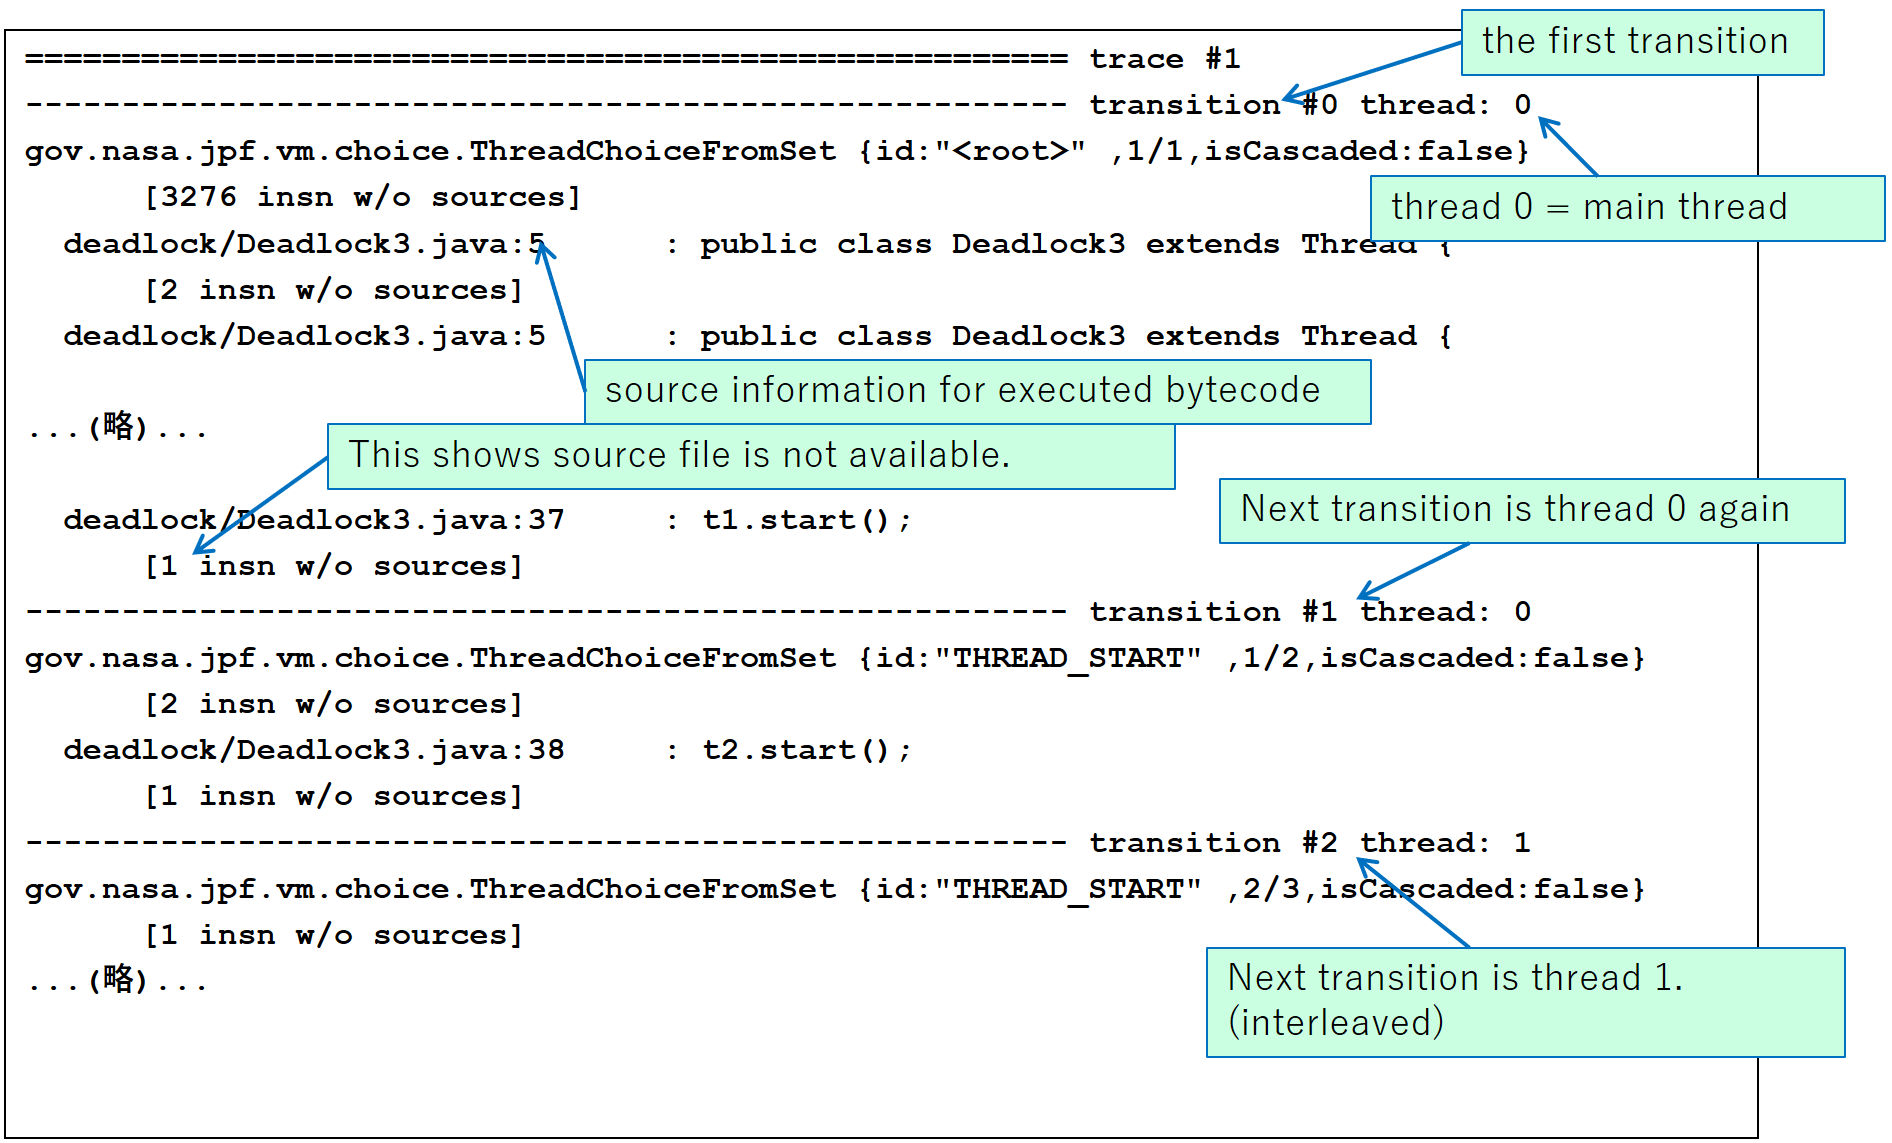 the first transition
====================================================== trace #1
------------------------------------------------------ transition #0 thread: 0
gov.nasa.jpf.vm.choice.ThreadChoiceFromSet {id:"<root>" ,1/1,isCascaded:false}
[3276 insn w/o sources]
thread 0 = main thread
deadlock/Deadlock3.java:5 : public class Deadlock3 extends Thread {
[2 insn w/o sources]
deadlock/Deadlock3.java:5 : public class Deadlock3 extends Thread {
source information for executed bytecode
...(略)...
This shows source file is not available.
Next transition is thread 0 again
deadlock/Deadlock3.java:37 : t1.start();
[1 insn w/o sources]
------------------------------------------------------ transition #1 thread: 0
gov.nasa.jpf.vm.choice.ThreadChoiceFromSet {id:"THREAD_START" ,1/2,isCascaded:false}
[2 insn w/o sources]
deadlock/Deadlock3.java:38 : t2.start();
[1 insn w/o sources]
------------------------------------------------------ transition #2 thread: 1
gov.nasa.jpf.vm.choice.ThreadChoiceFromSet {id:"THREAD_START" ,2/3,isCascaded:false}
[1 insn w/o sources]
...(略)...
Next transition is thread 1.
(interleaved)